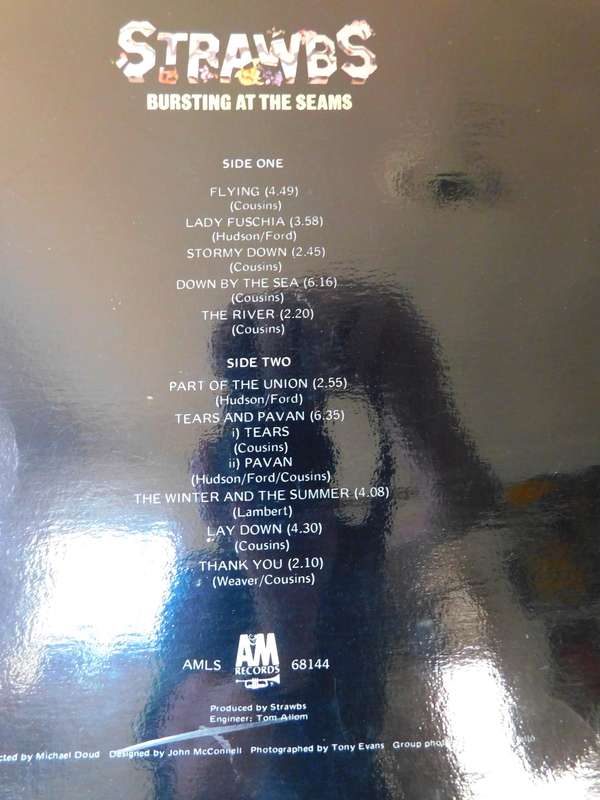 STRAWBS
BURSTING AT THE SEAMS
SIDE ONE
FLYING (4.49)
(Cousins)
LADY FUSCHIA (3.58)
(Hudson/Ford)
STORMY DOWN (2.45)
(Cousins)
DOWN BY THE SEA (6.16)
(Cousins)
THE RIVER (2.20)
(Cousins)
SIDE TWO
PART OF THE UNION (2.55)
(Hudson/Ford)
TEARS AND PAVAN (6.35)
i) TEARS
(Cousins)
ii) PAVAN
(Hudson/Ford/Cousins)
THE WINTER AND THE SUMMER (4.08)
(Lambert)
LAY DOWN (4.30)
(Cousins)
THANK YOU (2.10)
(Weaver/Cousins)
AMLS A&M RECORDS 68144
Produced by Strawbs
Engineer: Tom Allom
cted by Michael Doud Designed by John McConnell Photographed by Tony Evans Group phot